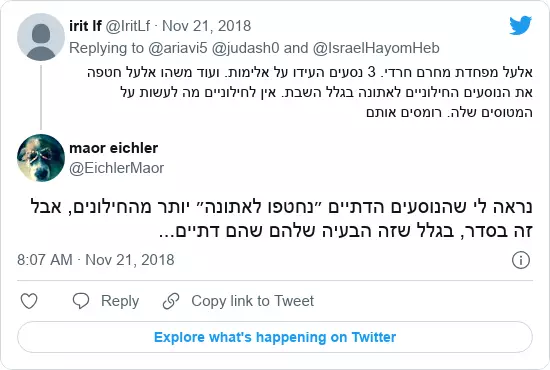 irit lf @IritLf · Nov 21, 2018
Replying to @ariavi5 @judash0 and @IsraelHayomHeb
אלעל מפחדת מחרם חרדי. 3 נסעים העידו על אלימות. ועוד משהו אלעל חטפה
את הנוסעים החילוניים לאתונה בגלל השבת. אין לחילוניים מה לעשות על
המטוסים שלה. רומסים אותם
maor eichler
@EichlerMaor
נראה לי שהנוסעים הדתיים ״נחטפו לאתונה״ יותר מהחילונים, אבל
זה בסדר, בגלל שזה הבעיה שלהם שהם דתיים...
8:07 AM · Nov 21, 2018
Reply
Copy link to Tweet
Explore what's happening on Twitter